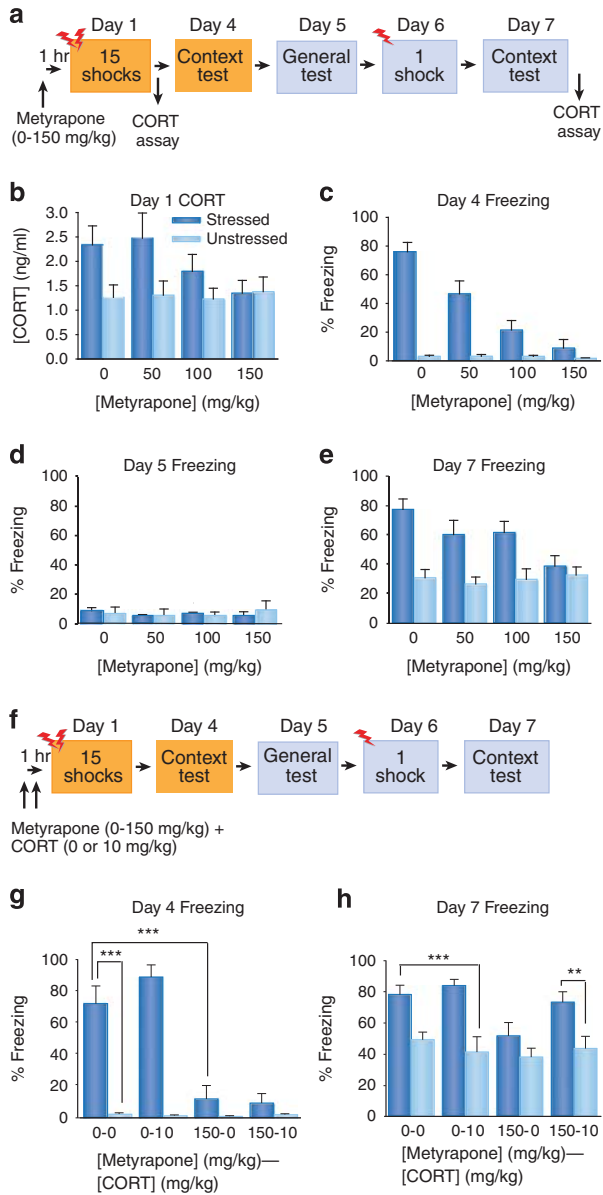 a
Day 1 Day 4 Day 5 Day 6 Day 7
1 hr
15 shocks
Context test
General test
1 shock
Context test
Metyrapone
(0-150 mg/kg)
CORT
assay
CORT
assay
b
Day 1 CORT
Stressed
Unstressed
[CORT] (ng/ml)
3.0
2.5
2.0
1.5
1.0
0.5
0.0
0 50 100 150
[Metyrapone] (mg/kg)
c
Day 4 Freezing
% Freezing
100
80
60
40
20
0
0 50 100 150
[Metyrapone] (mg/kg)
d
Day 5 Freezing
% Freezing
100
80
60
40
20
0
0 50 100 150
[Metyrapone] (mg/kg)
e
Day 7 Freezing
% Freezing
100
80
60
40
20
0
0 50 100 150
[Metyrapone] (mg/kg)
f
Day 1 Day 4 Day 5 Day 6 Day 7
1 hr
15
shocks
Context
test
General
test
1
shock
Context
test
Metyrapone (0-150 mg/kg) +
CORT (0 or 10 mg/kg)
g
Day 4 Freezing
% Freezing
100
80
60
40
20
0
***
***
0-0 0-10 150-0 150-10
[Metyrapone] (mg/kg)—
[CORT] (mg/kg)
h
Day 7 Freezing
% Freezing
100
80
60
40
20
0
***
**
0-0 0-10 150-0 150-10
[Metyrapone] (mg/kg)—
[CORT] (mg/kg)